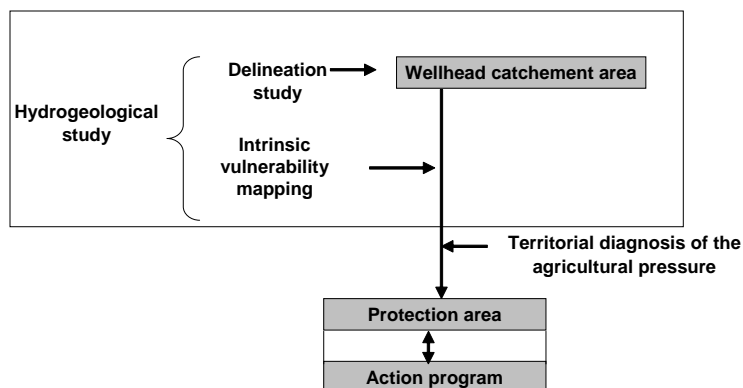 Delineation
study
Wellhead catchement area
Hydrogeological
study
Intrinsic
vulnerability
mapping
Territorial diagnosis of the
agricultural pressure
Protection area
Action program